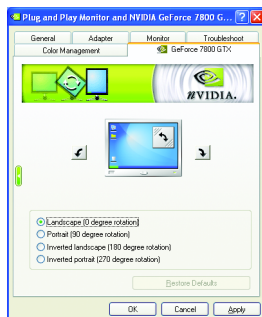 Plug and Play Monitor and NVIDIA GeForce 7800 G...
General Adapter Monitor Troubleshoot
Color Management GeForce 7800 GTX
NVIDIA.
Landscape (0 degree rotation)
Portrait (90 degree rotation)
Inverted landscape (180 degree rotation)
Inverted portrait (270 degree rotation)
Restore Defaults
OK Cancel Apply